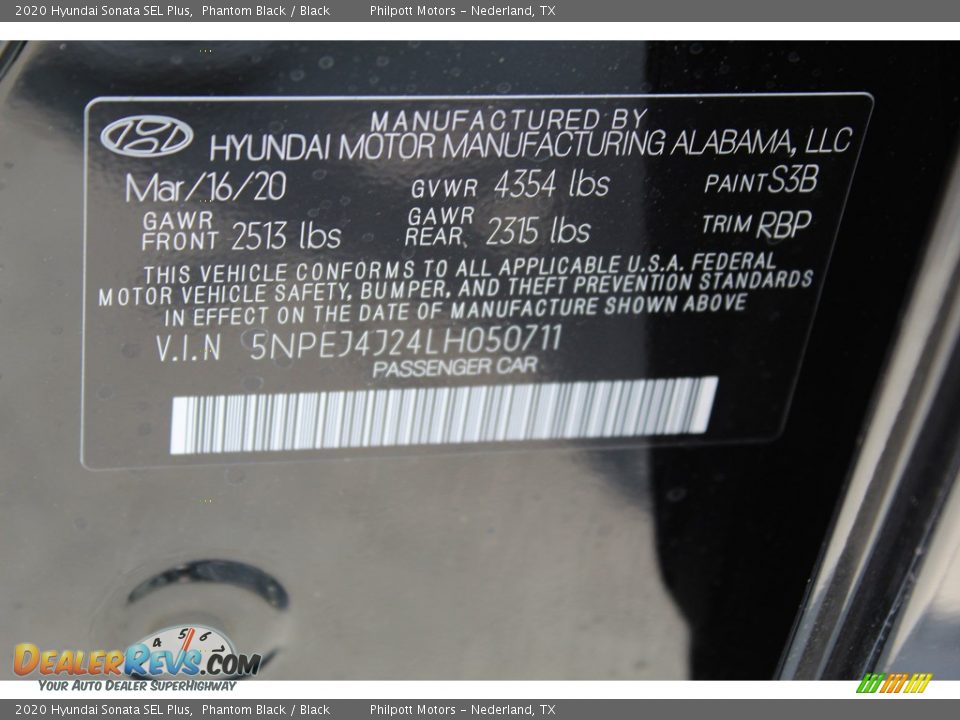 2020 Hyundai Sonata SEL Plus, Phantom Black / Black Philpott Motors - Nederland, TX
MANUFACTURED BY
HYUNDAI MOTOR MANUFACTURING ALABAMA, LLC
Mar/16/20 GVWR 4354 lbs PAINT S3B
GAWR FRONT 2513 lbs GAWR REAR 2315 lbs TRIM RBP
THIS VEHICLE CONFORMS TO ALL APPLICABLE U.S.A. FEDERAL
MOTOR VEHICLE SAFETY, BUMPER, AND THEFT PREVENTION STANDARDS
IN EFFECT ON THE DATE OF MANUFACTURE SHOWN ABOVE
V.I.N 5NPEJ4J24LH050711
PASSENGER CAR
4 5 6 7
DEALERREVS.COM
YOUR AUTO DEALER SUPERHIGHWAY
2020 Hyundai Sonata SEL Plus, Phantom Black / Black Philpott Motors - Nederland, TX